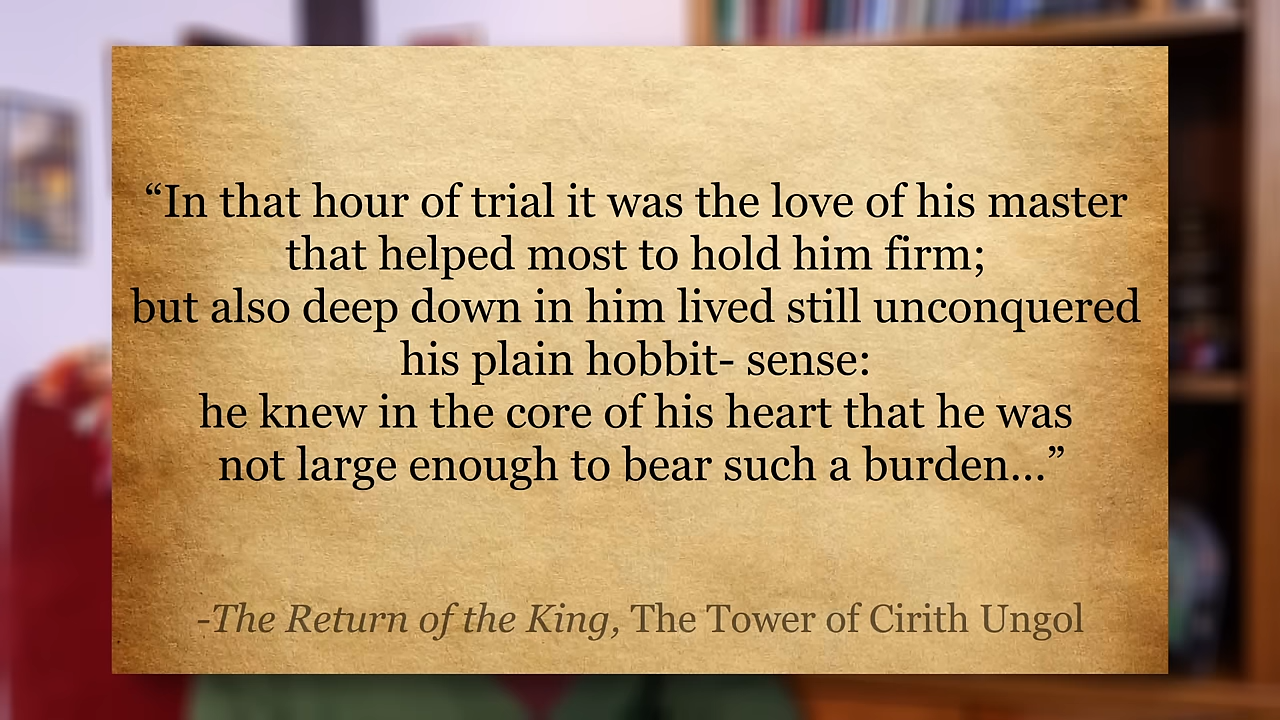 “In that hour of trial it was the love of his master
that helped most to hold him firm;
but also deep down in him lived still unconquered
his plain hobbit- sense:
he knew in the core of his heart that he was
not large enough to bear such a burden...”
-The Return of the King, The Tower of Cirith Ungol